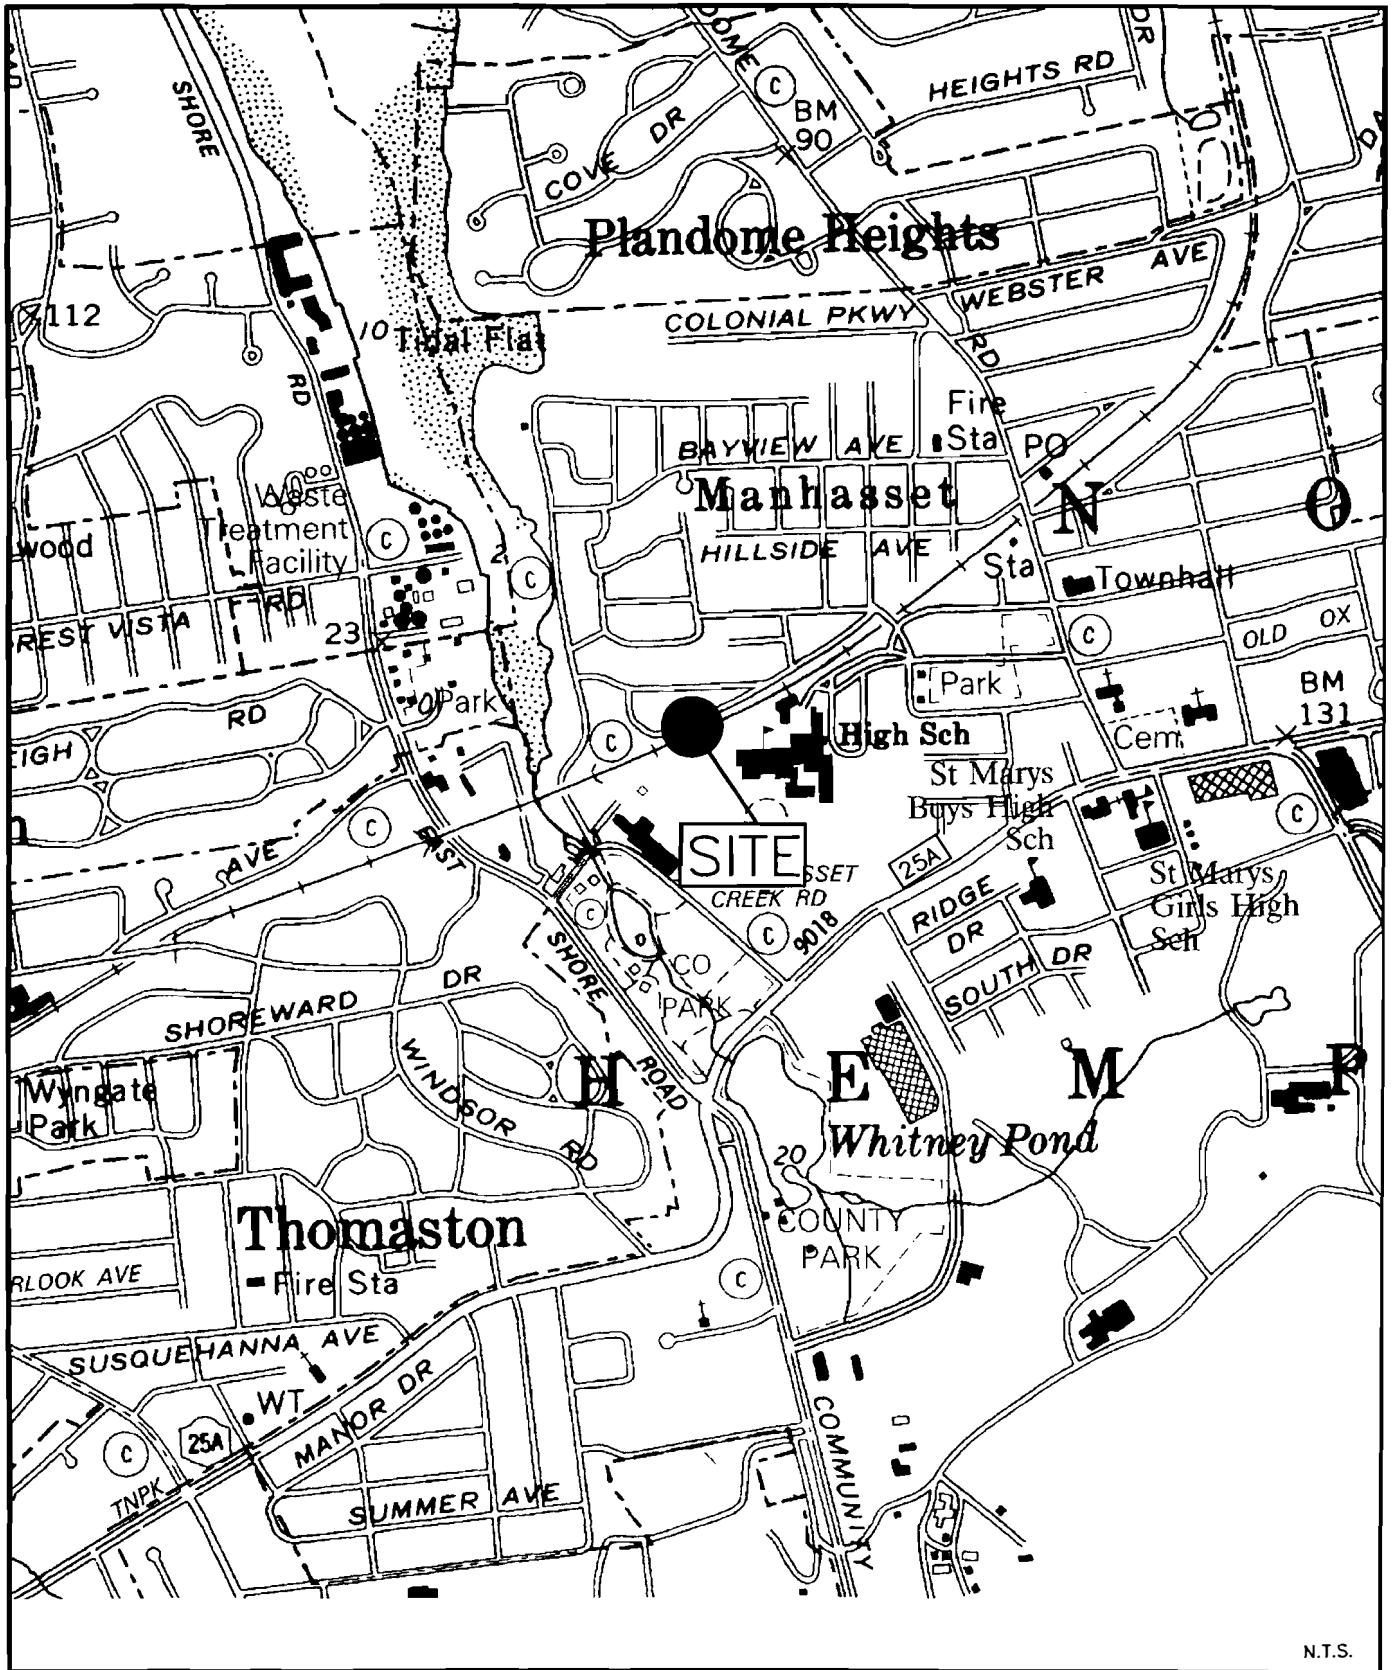 SHORE
DOME
DR
HEIGHTS RD
C
BM
90
DR
COVE
Plandome Heights
AVE
WEBSTER
112
COLONIAL PKWY
10
Tidal Flat
RD
RD
Fire
Sta
BAYVIEW AVE
PO
Manhasset
N
O
Waste
Treatment
Facility
C
wood
2
C
HILLSIDE AVE
Sta
Townhall
RD
REST VISTA
23
C
OLD OX
Park
Park
BM
131
RD
EIGH
C
High Sch
Cem
St Marys
Boys High
Sch
C
C
EAST
AVE
SITE
SSET
CREEK RD
25A
St Marys
Girls High
Sch
RIDGE
DR
C
C
9018
SHORE
CO
PARK
SOUTH DR
DR
SHOREWARD
WINDSOR
RD
ROAD
H
E
M
P
Wyngate
Park
Whitney Pond
20
COUNTY
PARK
Thomaston
Fire Sta
RLOOK AVE
C
SUSQUEHANNA AVE
WT
MANOR DR
C
25A
TNPK
SUMMER AVE
COMMUNITY
N.T.S.